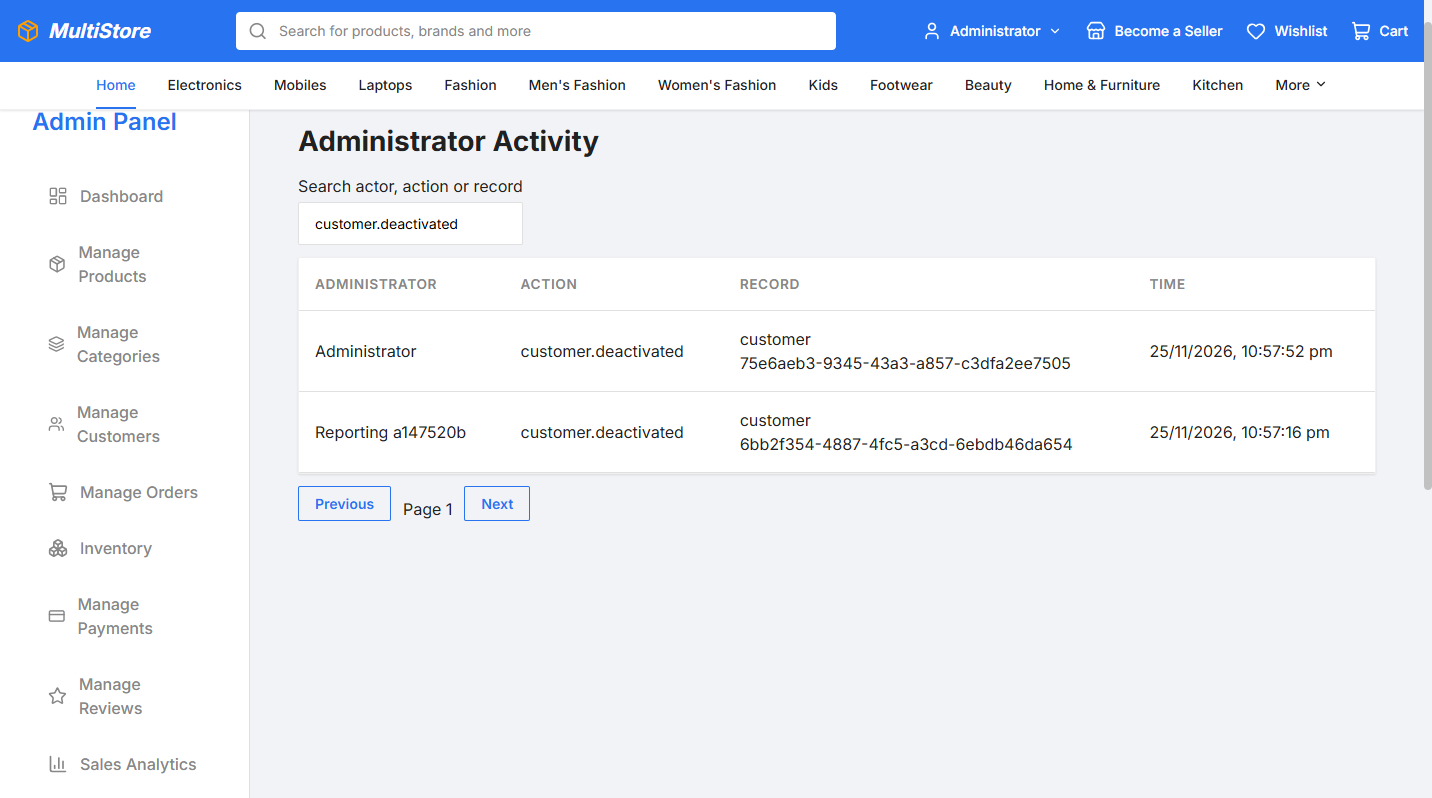 MultiStore
Search for products, brands and more
Administrator
Become a Seller
Wishlist
Cart
Home
Electronics
Mobiles
Laptops
Fashion
Men's Fashion
Women's Fashion
Kids
Footwear
Beauty
Home & Furniture
Kitchen
More
Admin Panel
Dashboard
Manage
Products
Manage
Categories
Manage
Customers
Manage Orders
Inventory
Manage
Payments
Manage
Reviews
Sales Analytics
Administrator Activity
Search actor, action or record
customer.deactivated
ADMINISTRATOR ACTION RECORD TIME
Administrator customer.deactivated customer
75e6aeb3-9345-43a3-a857-c3dfa2ee7505 25/11/2026, 10:57:52 pm
Reporting a147520b customer.deactivated customer
6bb2f354-4887-4fc5-a3cd-6ebdb46da654 25/11/2026, 10:57:16 pm
Previous Page 1 Next